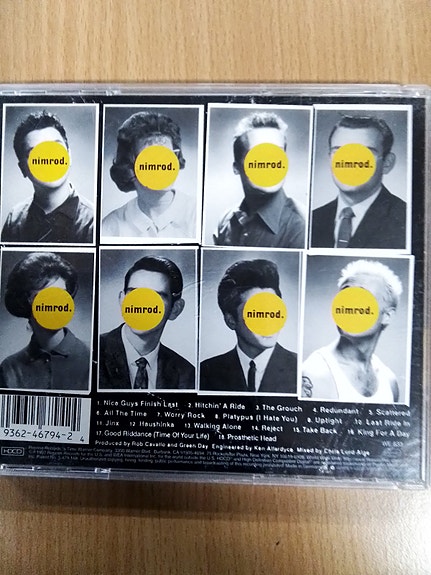 nimrod. nimrod. nimrod. nimrod.
nimrod. nimrod. nimrod. nimrod.
1. Nice Guys Finish Last 2. Hitchin' A Ride 3. The Grouch 4. Redundant 5. Scattered
6. All The Time 7. Worry Rock 8. Platypus (I Hate You) 9. Uptight 10. Last Ride In
11. Jinx 12. Haushinka 13. Walking Alone 14. Reject 15. Take Back 16. King For A Day
17. Good Riddance (Time Of Your Life) 18. Prosthetic Head
Produced by Rob Cavallo and Green Day Engineered by Ken Allardyce Mixed by Chris Lord-Alge
9362-46794-2 4
HDCD